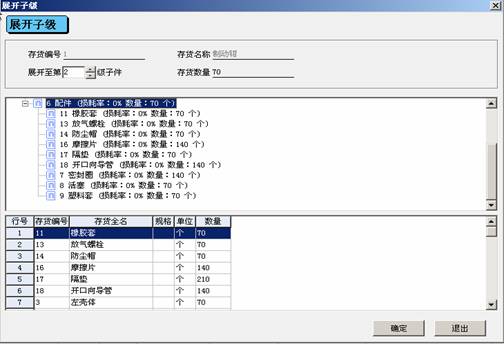 展开子级
展开子级
存货编号 1 存货名称 制动钳
展开至第 2 级子件 存货数量 70
6 配件 (损耗率：0% 数量：70 个)
11 橡胶套 (损耗率：0% 数量：70 个)
13 放气螺栓 (损耗率：0% 数量：70 个)
14 防尘帽 (损耗率：0% 数量：70 个)
16 摩擦片 (损耗率：0% 数量：140 个)
17 隔垫 (损耗率：0% 数量：70 个)
18 开口向导管 (损耗率：0% 数量：140 个)
7 密封圈 (损耗率：0% 数量：140 个)
8 活塞 (损耗率：0% 数量：70 个)
9 塑料套 (损耗率：0% 数量：70 个)
行号 存货编号 存货全名 规格 单位 数量
1 11 橡胶套 个 70
2 13 放气螺栓 个 70
3 14 防尘帽 个 70
4 16 摩擦片 个 140
5 17 隔垫 个 210
6 18 开口向导管 个 140
7 3 左壳体 个 70
确定 退出